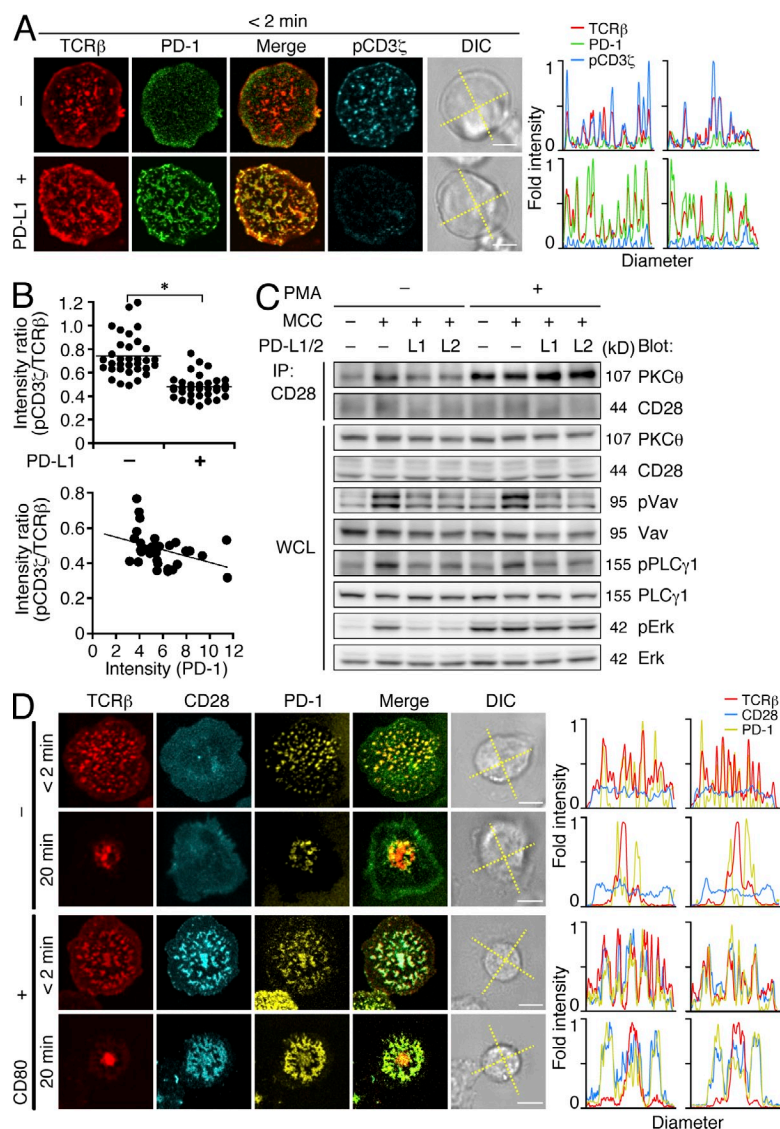 A
< 2 min
TCRβ PD-1 Merge pCD3ζ DIC
TCRβ
PD-1
pCD3ζ
–
+
PD-L1
Fold intensity
1
0
1
0
Diameter
B
*
Intensity ratio
(pCD3ζ/TCRβ)
1.2
1.0
0.8
0.6
0.4
0.2
0
PD-L1 – +
Intensity ratio
(pCD3ζ/TCRβ)
0.8
0.6
0.4
0.2
0
0 2 4 6 8 10 12
Intensity (PD-1)
C
PMA – +
MCC – + + + – + + +
PD-L1/2 L1 L2 L1 L2 (kD) Blot:
IP:
CD28
107 PKCθ
44 CD28
WCL
107 PKCθ
44 CD28
95 pVav
95 Vav
155 pPLCγ1
155 PLCγ1
42 pErk
42 Erk
D
TCRβ CD28 PD-1 Merge DIC
TCRβ
CD28
PD-1
–
< 2 min
20 min
+
CD80
< 2 min
20 min
Fold intensity
1
0
1
0
Fold intensity
1
0
1
0
Diameter